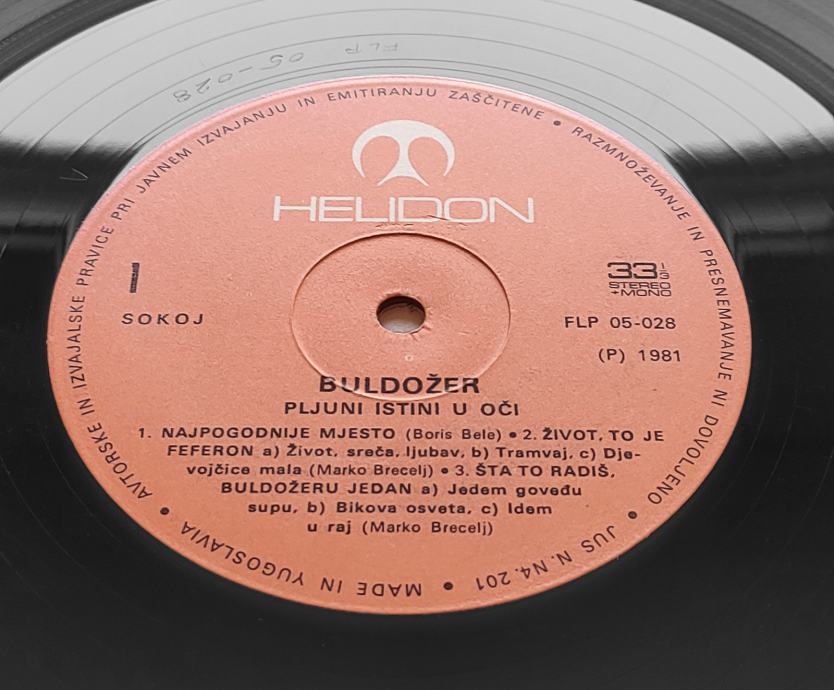 FLP 05-028
AVTORSKE IN IZVAJALSKE PRAVICE PRI JAVNEM IZVAJANJU IN EMITIRANJU ZAŠČITENE • RAZMNOŽEVANJE IN PRESNEMAVANJE NI DOVOLJENO • JUS N.N4.201 • MADE IN YUGOSLAVIA •
HELIDON
I
33 1/3
STEREO
+MONO
SOKOJ
FLP 05-028
(P) 1981
BULDOŽER
PLJUNI ISTINI U OČI
1. NAJPOGODNIJE MJESTO (Boris Bele) • 2. ŽIVOT, TO JE
FEFERON a) Život, sreča, ljubav, b) Tramvaj, c) Dje-
vojčice mala (Marko Brecelj) • 3. ŠTA TO RADIŠ,
BULDOŽERU JEDAN a) Jedem goveđu
supu, b) Bikova osveta, c) Idem
u raj (Marko Brecelj)